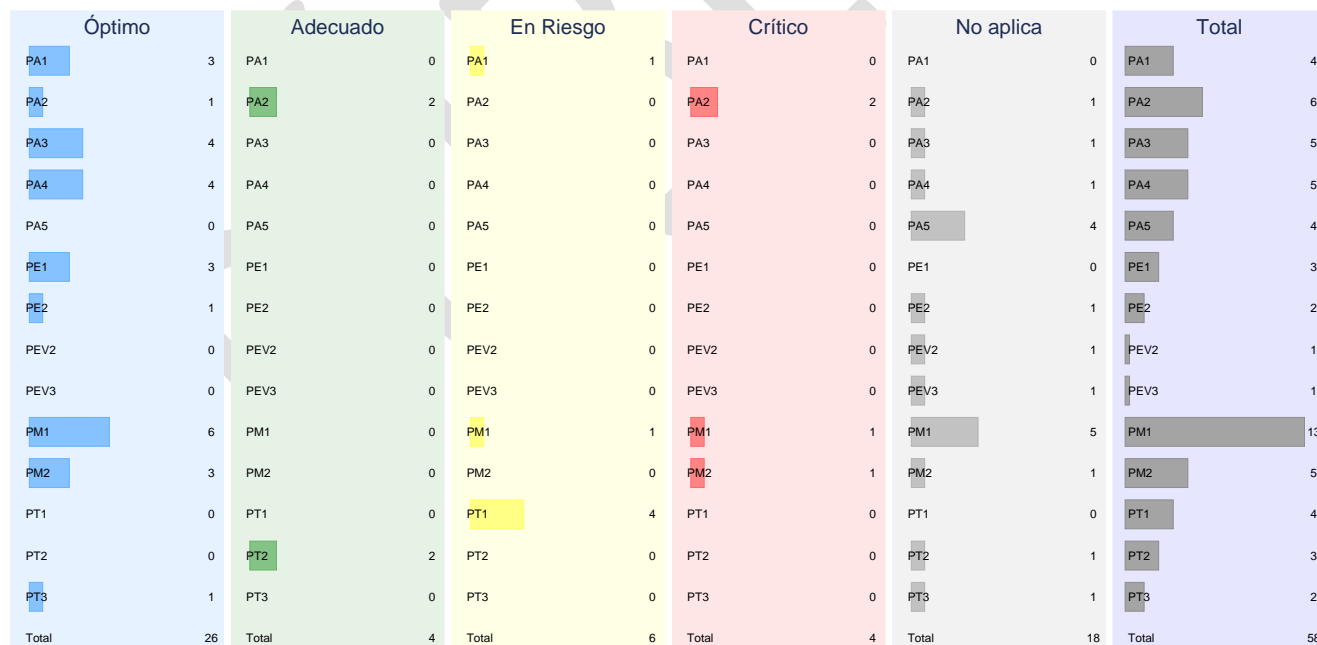 Óptimo Adecuado En Riesgo Crítico No aplica Total
PA1 3 PA1 0 PA1 1 PA1 0 PA1 0 PA1 4
PA2 1 PA2 2 PA2 0 PA2 2 PA2 1 PA2 6
PA3 4 PA3 0 PA3 0 PA3 0 PA3 1 PA3 5
PA4 4 PA4 0 PA4 0 PA4 0 PA4 1 PA4 5
PA5 0 PA5 0 PA5 0 PA5 0 PA5 4 PA5 4
PE1 3 PE1 0 PE1 0 PE1 0 PE1 0 PE1 3
PE2 1 PE2 0 PE2 0 PE2 0 PE2 1 PE2 2
PEV2 0 PEV2 0 PEV2 0 PEV2 0 PEV2 1 PEV2 1
PEV3 0 PEV3 0 PEV3 0 PEV3 0 PEV3 1 PEV3 1
PM1 6 PM1 0 PM1 1 PM1 1 PM1 5 PM1 13
PM2 3 PM2 0 PM2 0 PM2 1 PM2 1 PM2 5
PT1 0 PT1 0 PT1 4 PT1 0 PT1 0 PT1 4
PT2 0 PT2 2 PT2 0 PT2 0 PT2 1 PT2 3
PT3 1 PT3 0 PT3 0 PT3 0 PT3 1 PT3 2
Total 26 Total 4 Total 6 Total 4 Total 18 Total 58